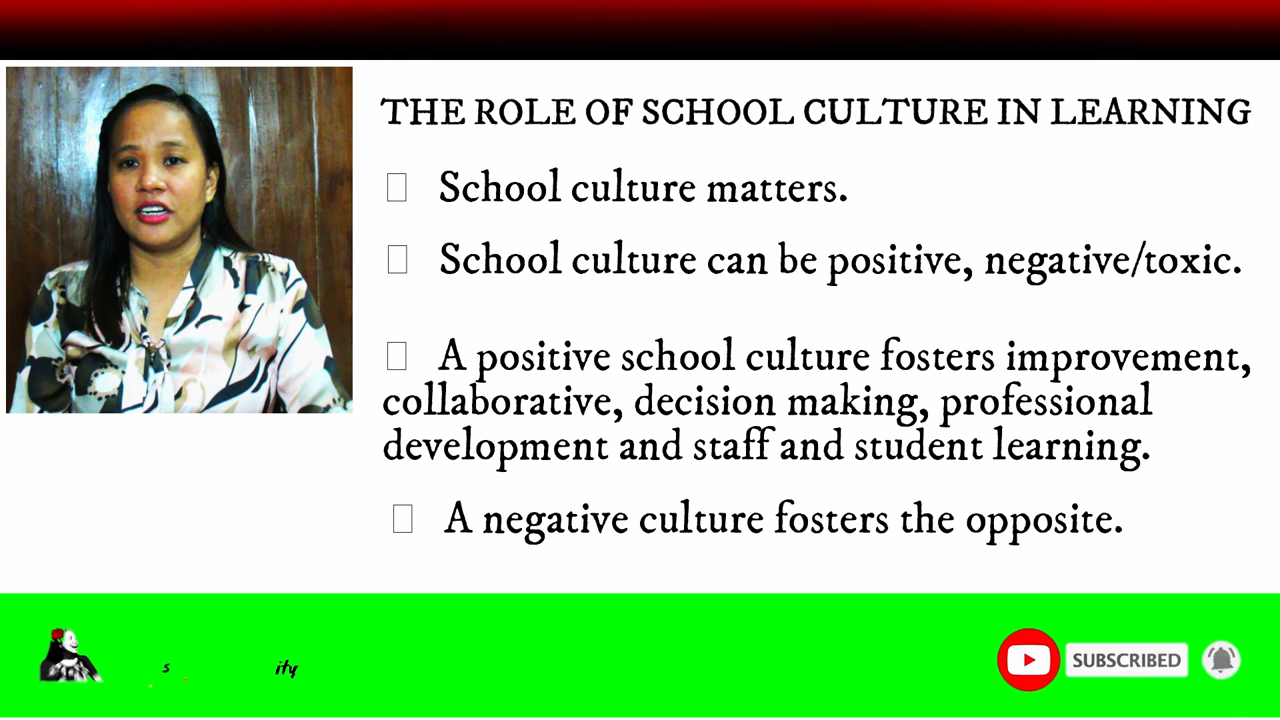 THE ROLE OF SCHOOL CULTURE IN LEARNING
School culture matters.
School culture can be positive, negative/toxic.
A positive school culture fosters improvement,
collaborative, decision making, professional
development and staff and student learning.
A negative culture fosters the opposite.
s ity
SUBSCRIBED